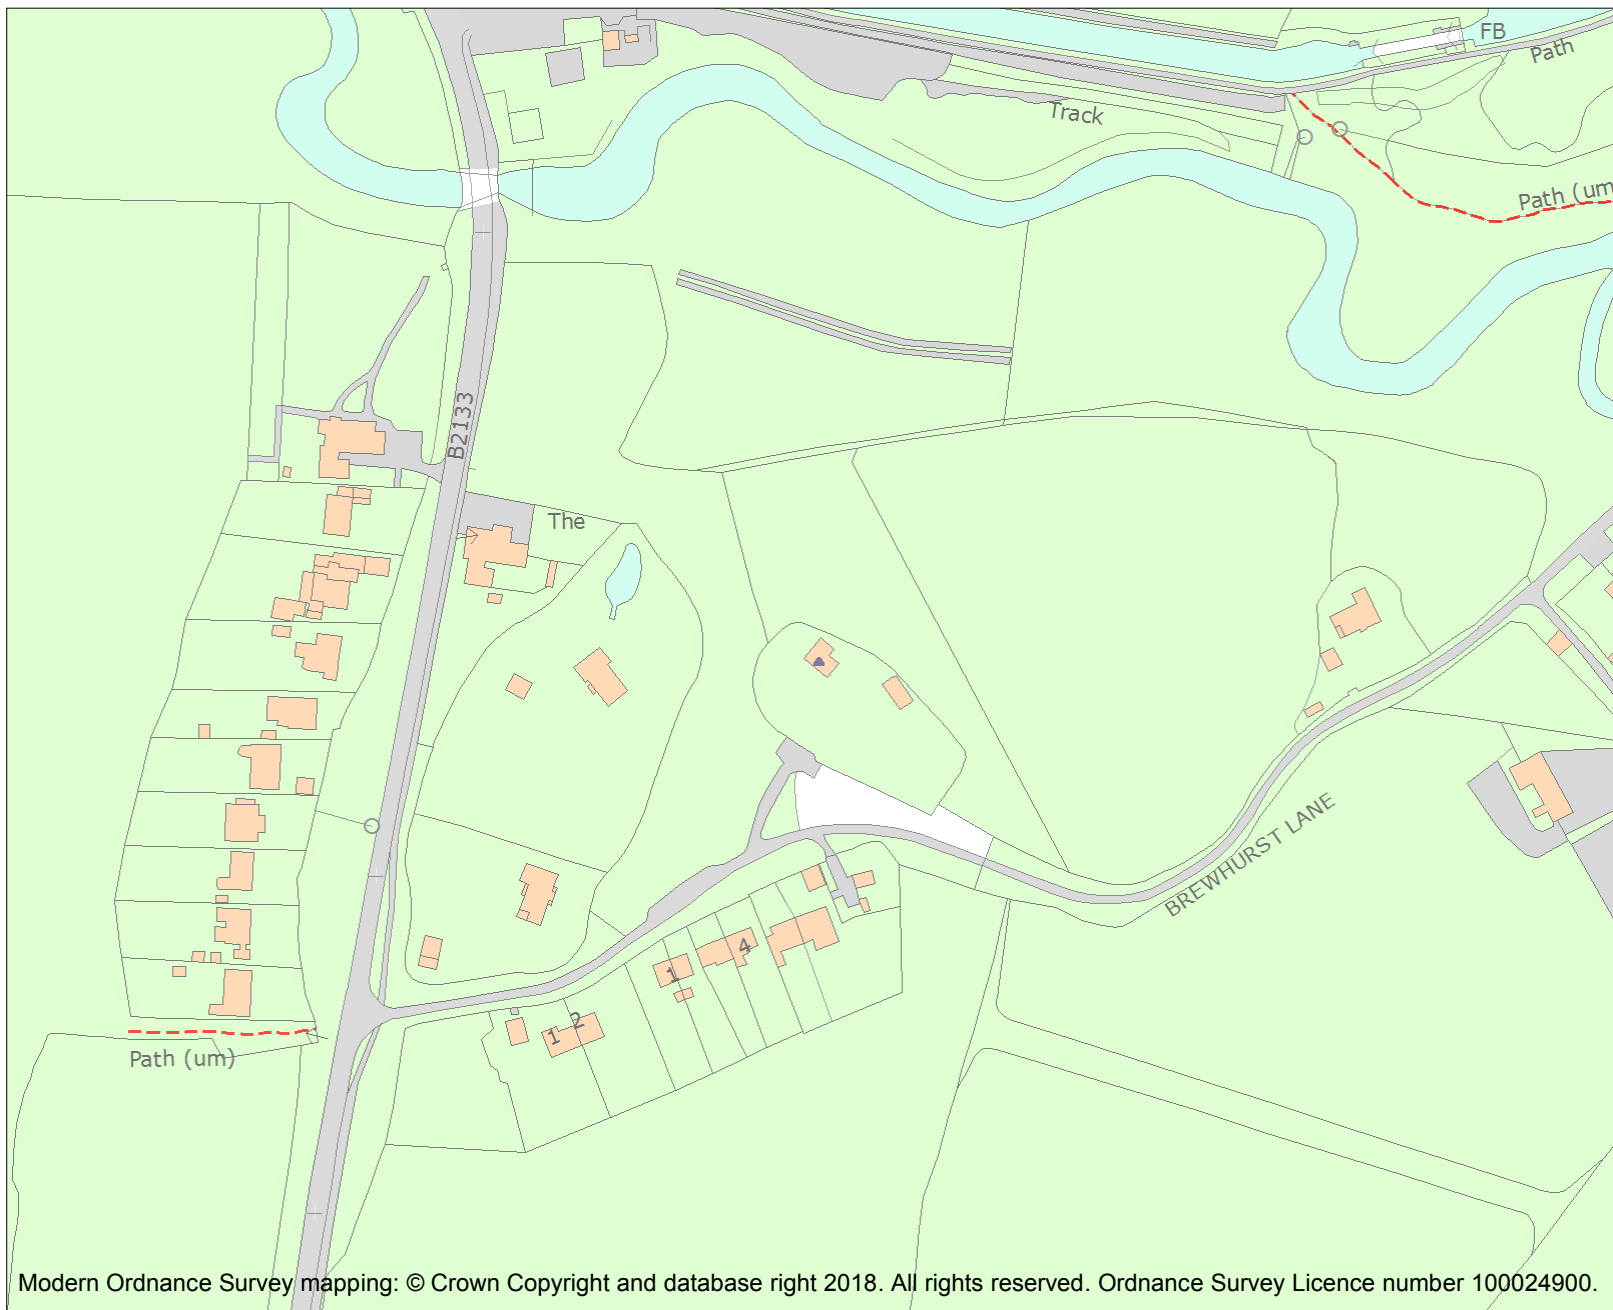 FB
Path
Track
Path (um
B2133
The
BREWHURST LANE
4
1
1 2
Path (um)
Modern Ordnance Survey mapping: © Crown Copyright and database right 2018. All rights reserved. Ordnance Survey Licence number 100024900.